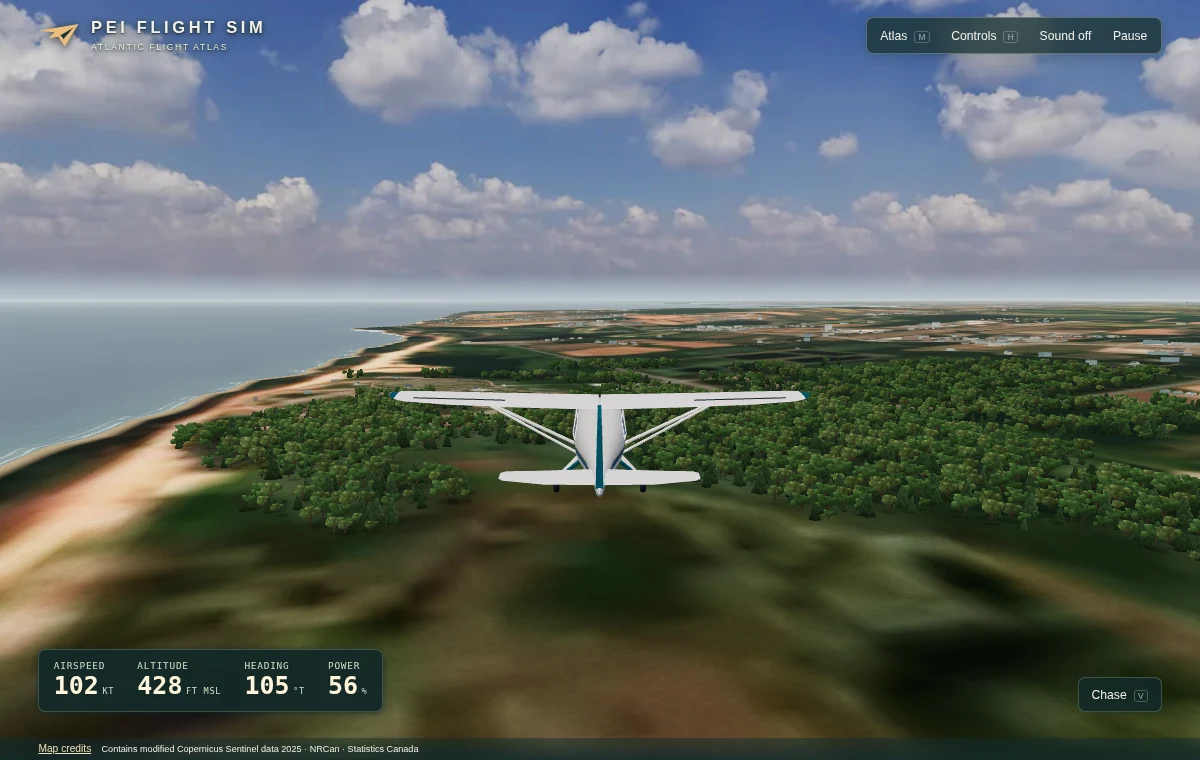 PEI FLIGHT SIM
ATLANTIC FLIGHT ATLAS
Atlas M Controls H Sound off Pause
AIRSPEED ALTITUDE HEADING POWER
102 KT 428 FT MSL 105 °T 56 %
Chase V
Map credits Contains modified Copernicus Sentinel data 2025 · NRCan · Statistics Canada